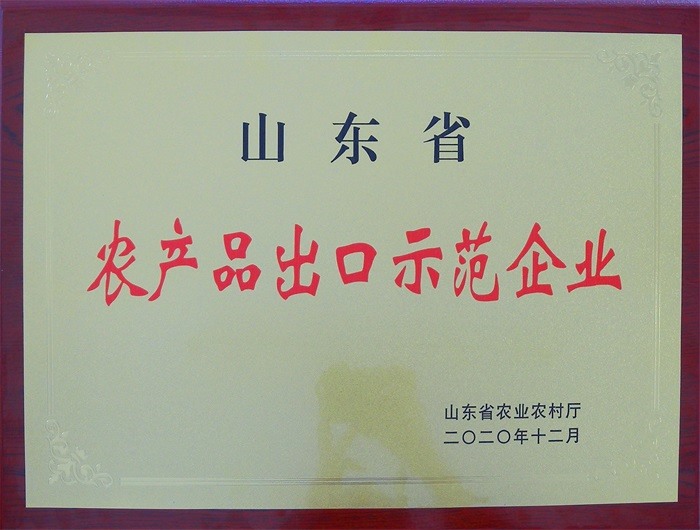 山东省
农产品出口示范企业
山东省农业农村厅
二〇二〇年十二月